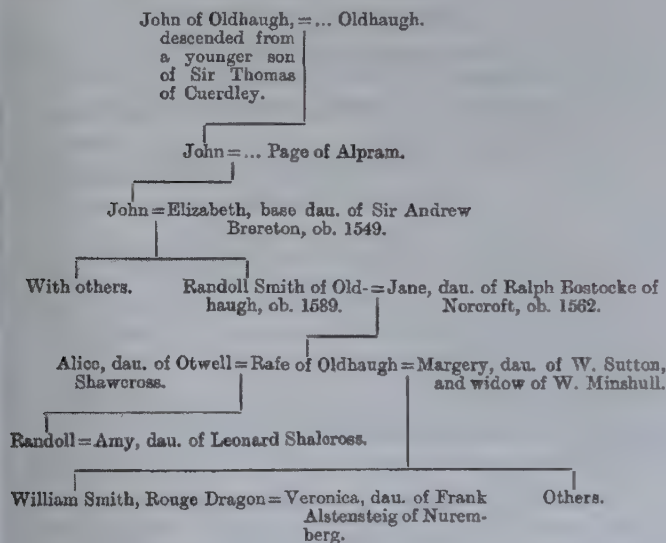 John of Oldhaugh, = ... Oldhaugh.
descended from
a younger son
of Sir Thomas
of Cuerdley.
John = ... Page of Alpram.
John = Elizabeth, base dau. of Sir Andrew
Brereton, ob. 1549.
With others.
Randoll Smith of Old- = Jane, dau. of Ralph Bostocke of
haugh, ob. 1589. Norcroft, ob. 1562.
Alice, dau. of Otwell = Rafe of Oldhaugh = Margery, dau. of W. Sutton,
Shawcross. and widow of W. Minshull.
Randoll = Amy, dau. of Leonard Shalcross.
William Smith, Rouge Dragon = Veronica, dau. of Frank
Alstensteig of Nurem-
berg.
Others.